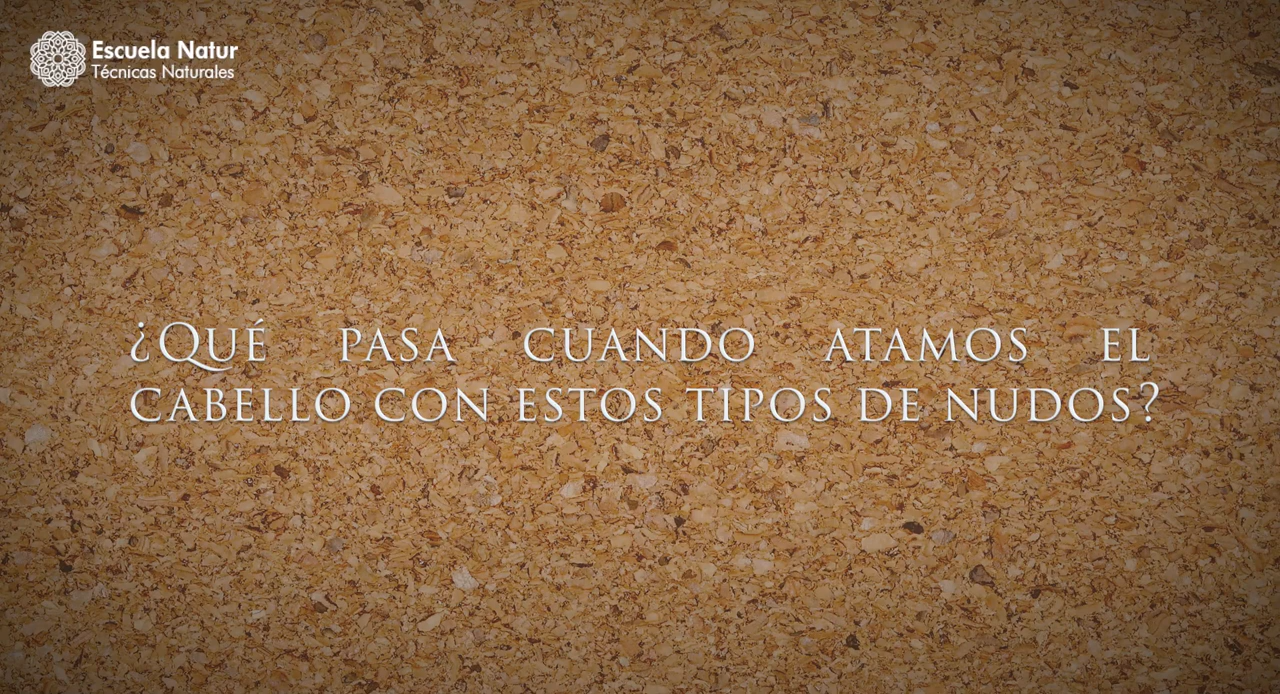 Escuela Natur
Técnicas Naturales
¿Qué pasa cuando atamos el
cabello con estos tipos de nudos?